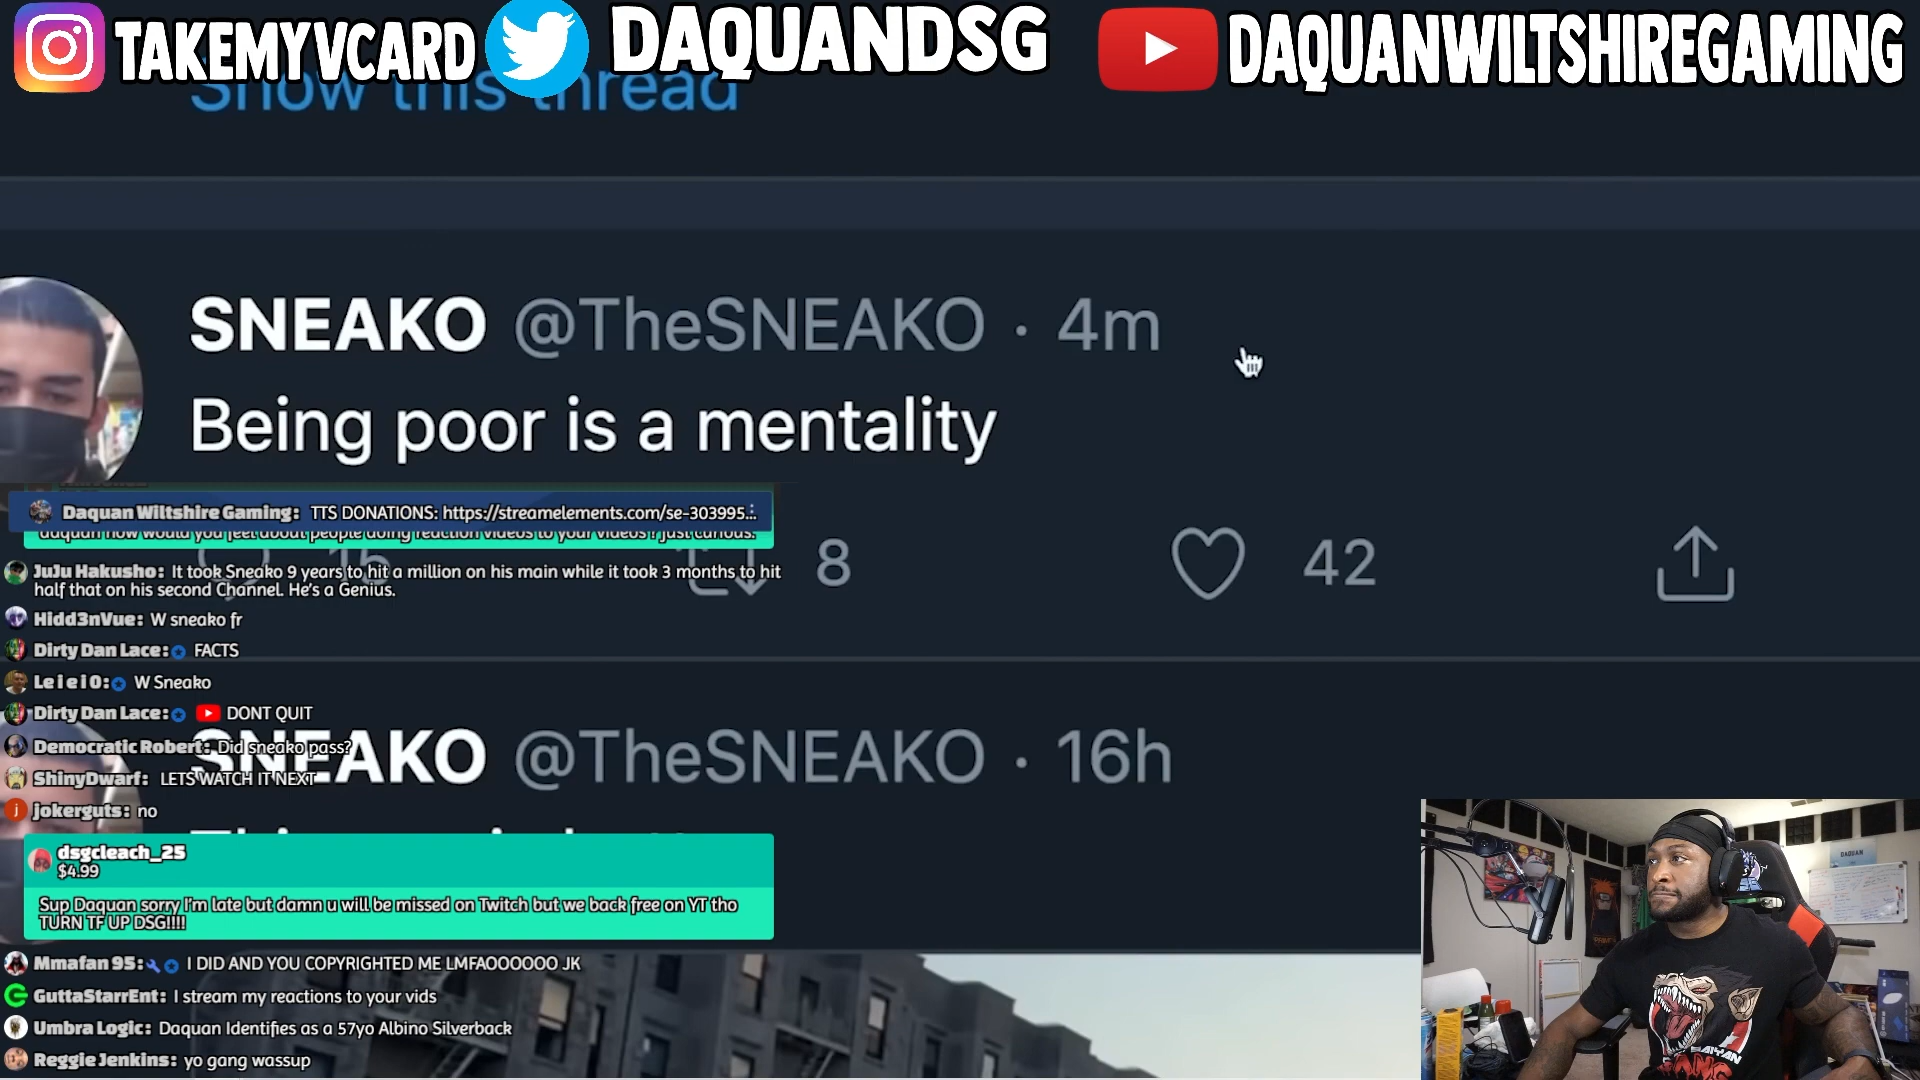 TAKEMYVCARD DAQUANDSG DAQUANWILTSHIREGAMING
Show this thread
SNEAKO @TheSNEAKO · 4m
Being poor is a mentality
15 8 42
Daquan Wiltshire Gaming: TTS DONATIONS: https://streamelements.com/se-303995...
daquan how would you feel about people doing reaction videos to your videos? just curious.
JuJu Hakusho: It took Sneako 9 years to hit a million on his main while it took 3 months to hit
half that on his second Channel. He's a Genius.
Hidd3nVue: W sneako fr
Dirty Dan Lace: FACTS
Leiei0: W Sneako
Dirty Dan Lace: DONT QUIT
Democratic Robert: Did sneako pass?
SNEAKO @TheSNEAKO · 16h
ShinyDwarf: LETS WATCH IT NEXT
jokerguts: no
dsgcleach_25
$4.99
Sup Daquan sorry I'm late but damn u will be missed on Twitch but we back free on YT tho
TURN TF UP DSG!!!!
Mmafan 95: I DID AND YOU COPYRIGHTED ME LMFAOOOOOO JK
GuttaStarrEnt: I stream my reactions to your vids
Umbra Logic: Daquan Identifies as a 57yo Albino Silverback
Reggie Jenkins: yo gang wassup
DAQUAN